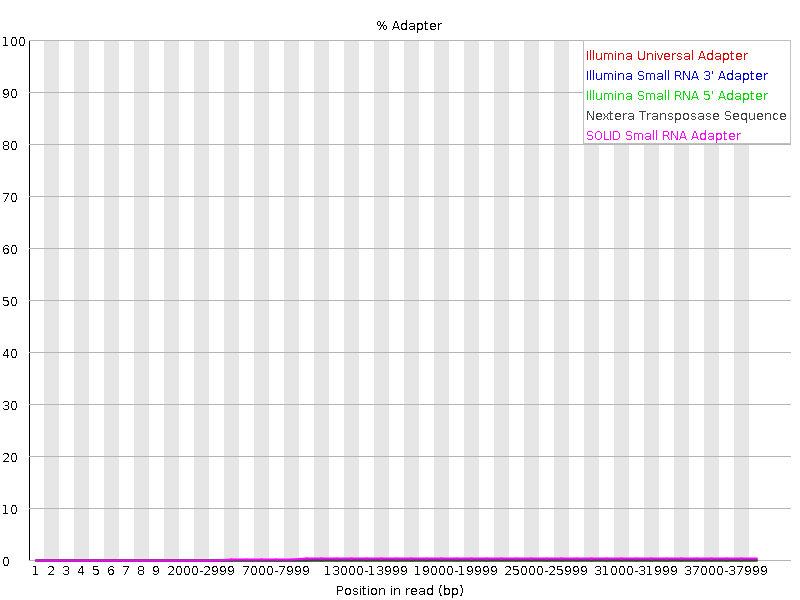 % Adapter
100
90
80
70
60
50
40
30
20
10
0
Illumina Universal Adapter
Illumina Small RNA 3' Adapter
Illumina Small RNA 5' Adapter
Nextera Transposase Sequence
SOLID Small RNA Adapter
1 2 3 4 5 6 7 8 9 2000-2999 7000-7999 13000-13999 19000-19999 25000-25999 31000-31999 37000-37999
Position in read (bp)